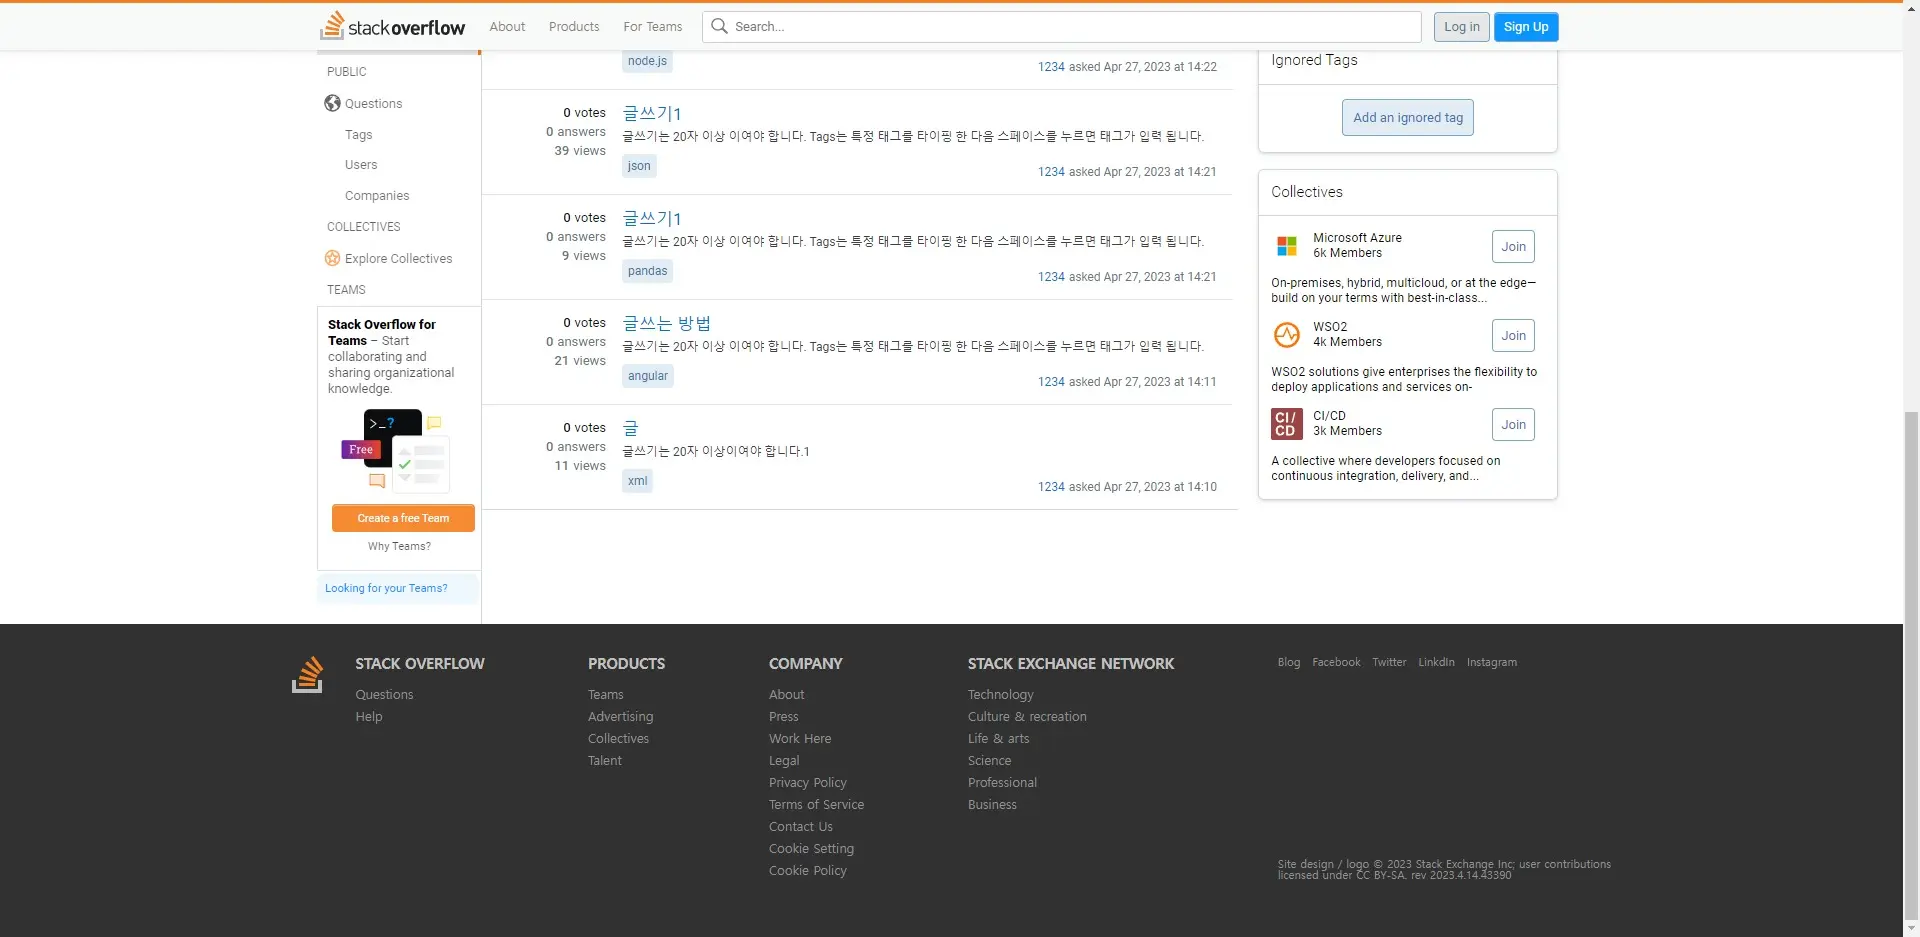 stackoverflow
About
Products
For Teams
Search...
Log in
Sign Up
PUBLIC
Questions
Tags
Users
Companies
COLLECTIVES
Explore Collectives
TEAMS
Stack Overflow for
Teams – Start
collaborating and
sharing organizational
knowledge.
>_?
Free
Create a free Team
Why Teams?
Looking for your Teams?
node.js
1234 asked Apr 27, 2023 at 14:22
0 votes
0 answers
39 views
글쓰기1
글쓰기는 20자 이상 이여야 합니다. Tags는 특정 태그를 타이핑 한 다음 스페이스를 누르면 태그가 입력 됩니다.
json
1234 asked Apr 27, 2023 at 14:21
0 votes
0 answers
9 views
글쓰기1
글쓰기는 20자 이상 이여야 합니다. Tags는 특정 태그를 타이핑 한 다음 스페이스를 누르면 태그가 입력 됩니다.
pandas
1234 asked Apr 27, 2023 at 14:21
0 votes
0 answers
21 views
글쓰는 방법
글쓰기는 20자 이상 이여야 합니다. Tags는 특정 태그를 타이핑 한 다음 스페이스를 누르면 태그가 입력 됩니다.
angular
1234 asked Apr 27, 2023 at 14:11
0 votes
0 answers
11 views
글
글쓰기는 20자 이상이여야 합니다.1
xml
1234 asked Apr 27, 2023 at 14:10
Ignored Tags
Add an ignored tag
Collectives
Microsoft Azure
6k Members
Join
On-premises, hybrid, multicloud, or at the edge—
build on your terms with best-in-class...
WSO2
4k Members
Join
WSO2 solutions give enterprises the flexibility to
deploy applications and services on-
CI/
CD
CI/CD
3k Members
Join
A collective where developers focused on
continuous integration, delivery, and...
STACK OVERFLOW
Questions
Help
PRODUCTS
Teams
Advertising
Collectives
Talent
COMPANY
About
Press
Work Here
Legal
Privacy Policy
Terms of Service
Contact Us
Cookie Setting
Cookie Policy
STACK EXCHANGE NETWORK
Technology
Culture & recreation
Life & arts
Science
Professional
Business
Blog Facebook Twitter LinkdIn Instagram
Site design / logo © 2023 Stack Exchange Inc; user contributions
licensed under CC BY-SA. rev 2023.4.14.43390